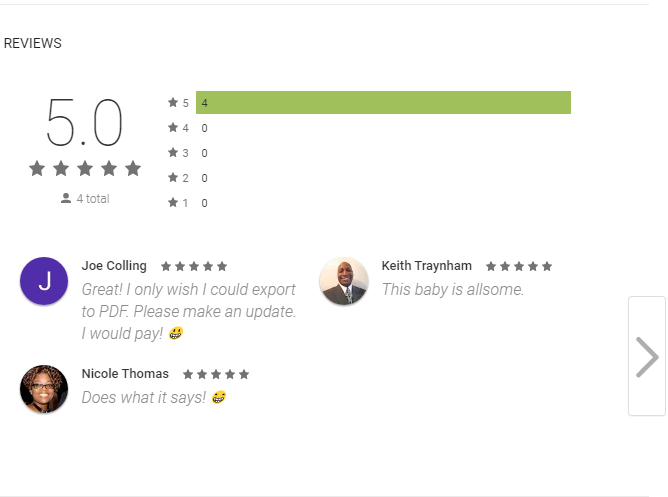 REVIEWS
5.0
4 total
5 4
4 0
3 0
2 0
1 0
J
Joe Colling
Great! I only wish I could export
to PDF. Please make an update.
I would pay! 😀
Keith Traynham
This baby is allsome.
Nicole Thomas
Does what it says! 😀